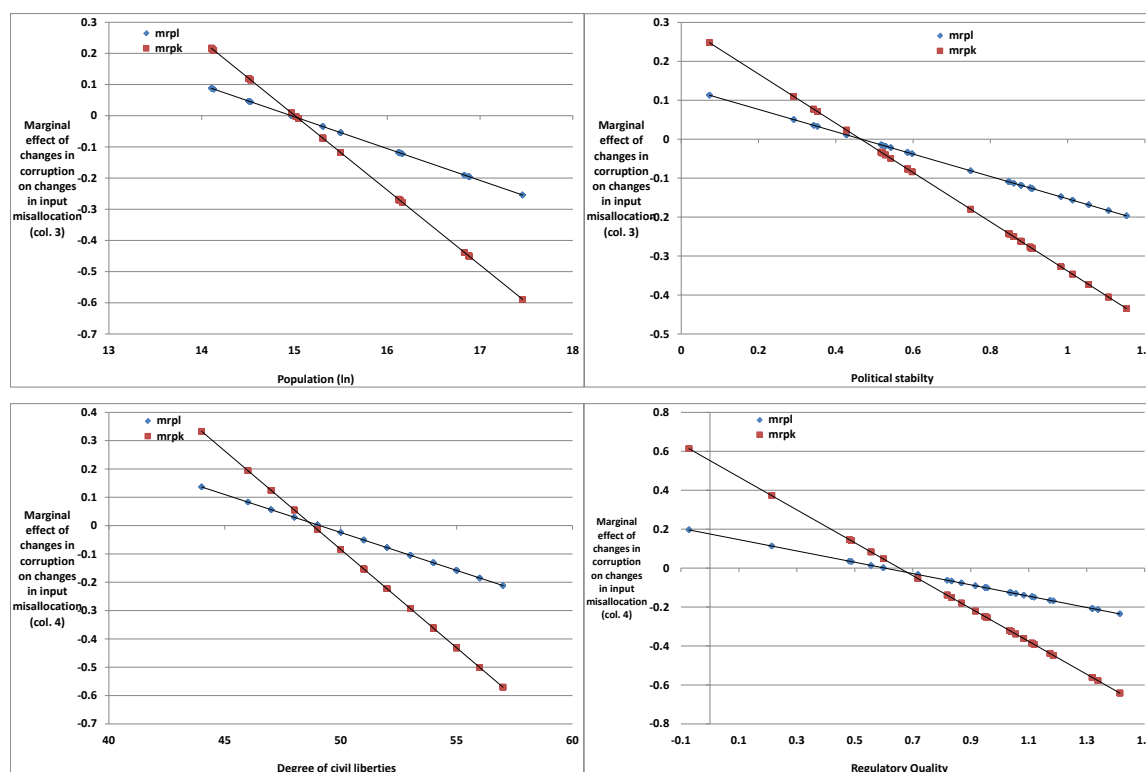 0.3
0.2
0.1
0
-0.1
-0.2
-0.3
-0.4
-0.5
-0.6
-0.7
13
14
15
16
17
18
mrpl
mrpk
Marginal
effect of
changes in
corruption
on changes
in input
misallocation
(col. 3)
Population (ln)
0.3
0.2
0.1
0
-0.1
-0.2
-0.3
-0.4
-0.5
0
0.2
0.4
0.6
0.8
1
1.
mrpl
mrpk
Marginal
effect of
changes in
corruption
on changes
in input
misallocation
(col. 3)
Political stabilty
0.4
0.3
0.2
0.1
0
-0.1
-0.2
-0.3
-0.4
-0.5
-0.6
-0.7
40
45
50
55
60
mrpl
mrpk
Marginal
effect of
changes in
corruption
on changes
in input
misallocation
(col. 4)
Degree of civil liberties
0.8
0.6
0.4
0.2
0
-0.2
-0.4
-0.6
-0.8
-0.1
0.1
0.3
0.5
0.7
0.9
1.1
1.3
1.
mrpl
mrpk
Marginal
effect of
changes in
corruption
on changes
in input
misallocation
(col. 4)
Regulatory Quality